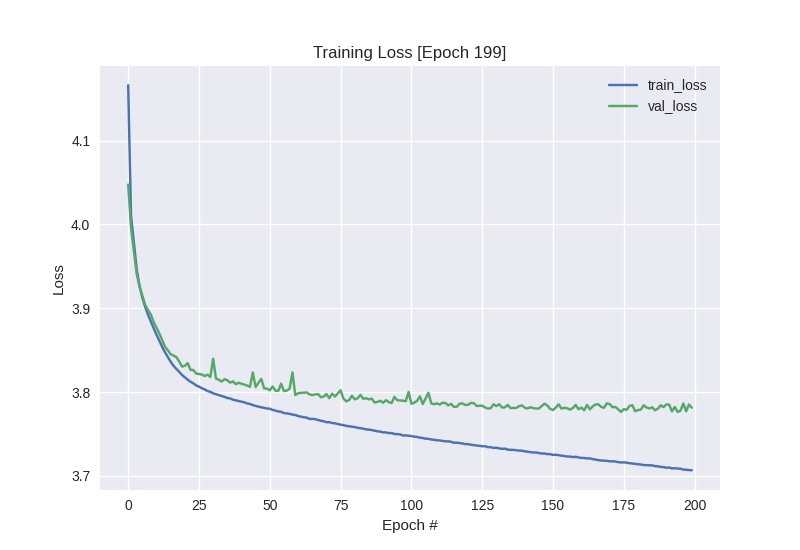 Training Loss [Epoch 199]
train_loss
val_loss
4.1
4.0
3.9
3.8
3.7
Loss
0 25 50 75 100 125 150 175 200
Epoch #